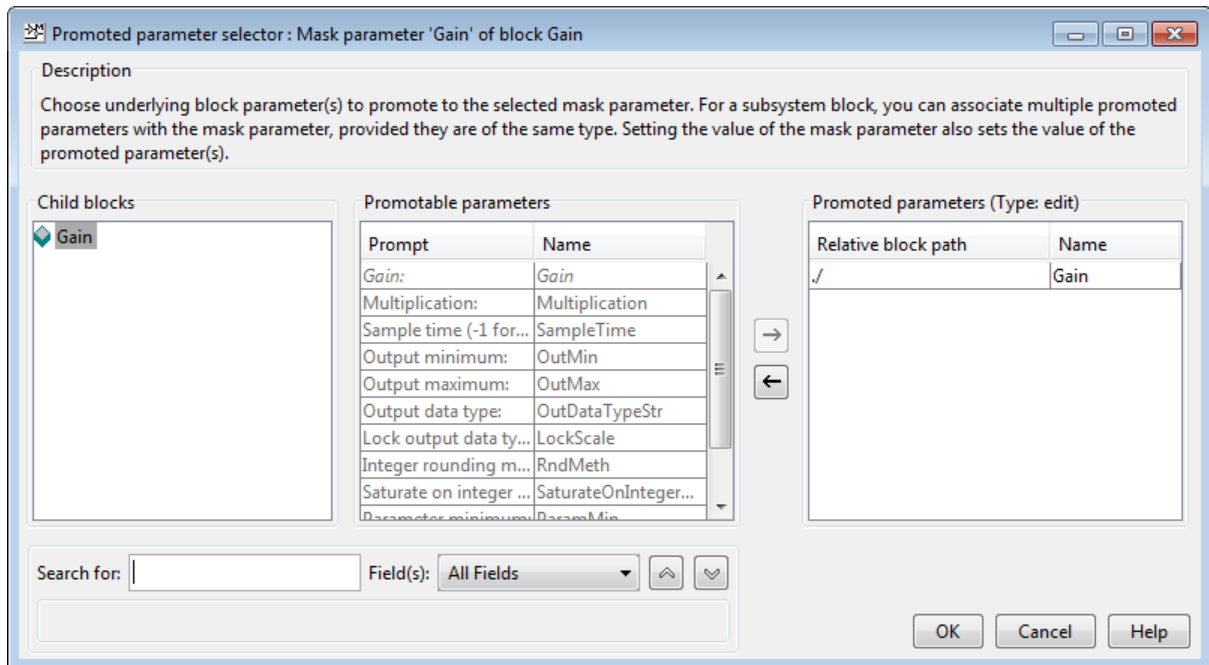 Promoted parameter selector : Mask parameter 'Gain' of block Gain
Description
Choose underlying block parameter(s) to promote to the selected mask parameter. For a subsystem block, you can associate multiple promoted
parameters with the mask parameter, provided they are of the same type. Setting the value of the mask parameter also sets the value of the
promoted parameter(s).
Child blocks
Gain
Promotable parameters
Prompt Name
Gain: Gain
Multiplication: Multiplication
Sample time (-1 for... SampleTime
Output minimum: OutMin
Output maximum: OutMax
Output data type: OutDataTypeStr
Lock output data ty... LockScale
Integer rounding m... RndMeth
Saturate on integer ... SaturateOnInteger...
Parameter minimum: ParamMin
Promoted parameters (Type: edit)
Relative block path Name
./ Gain
Search for: Field(s): All Fields
OK Cancel Help